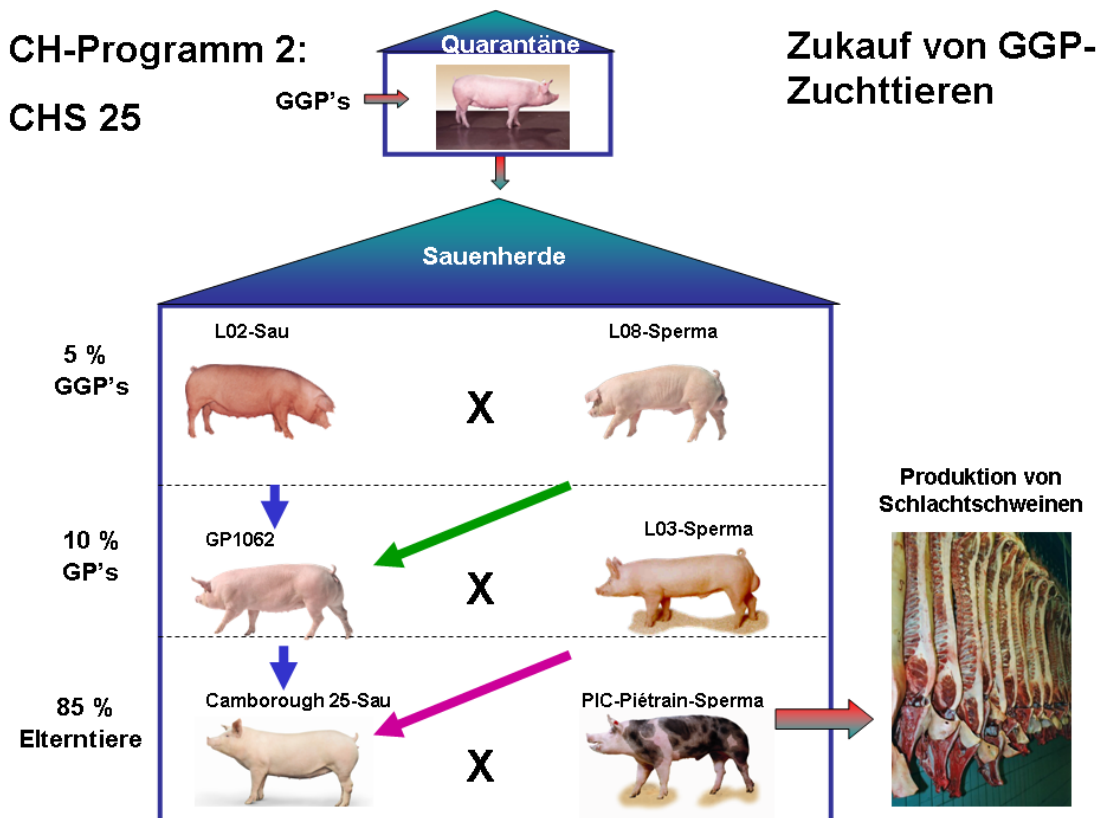 CH-Programm 2:
CHS 25
Quarantäne
GGP's
Zukauf von GGP-
Zuchttieren
Sauenherde
5 %
GGP's
L02-Sau
X
L08-Sperma
10 %
GP's
GP1062
X
L03-Sperma
85 %
Elterntiere
Camborough 25-Sau
X
PIC-Piétrain-Sperma
Produktion von
Schlachtschweinen